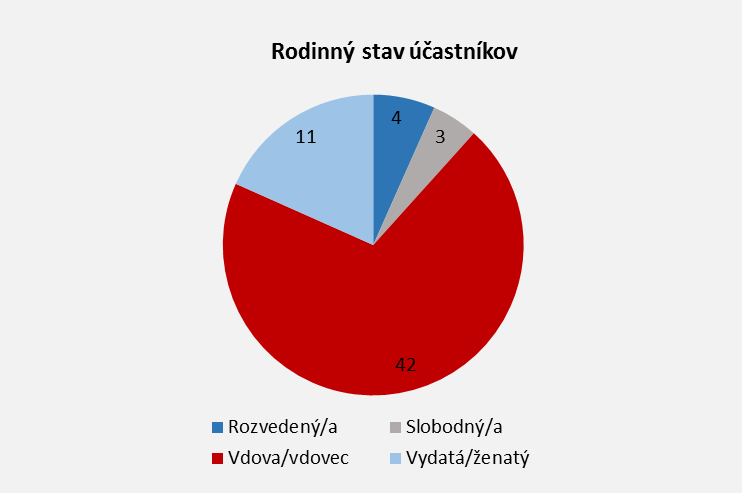 Rodinný stav účastníkov
4
3
11
42
Rozvedený/a
Slobodný/a
Vdova/vdovec
Vydatá/ženatý